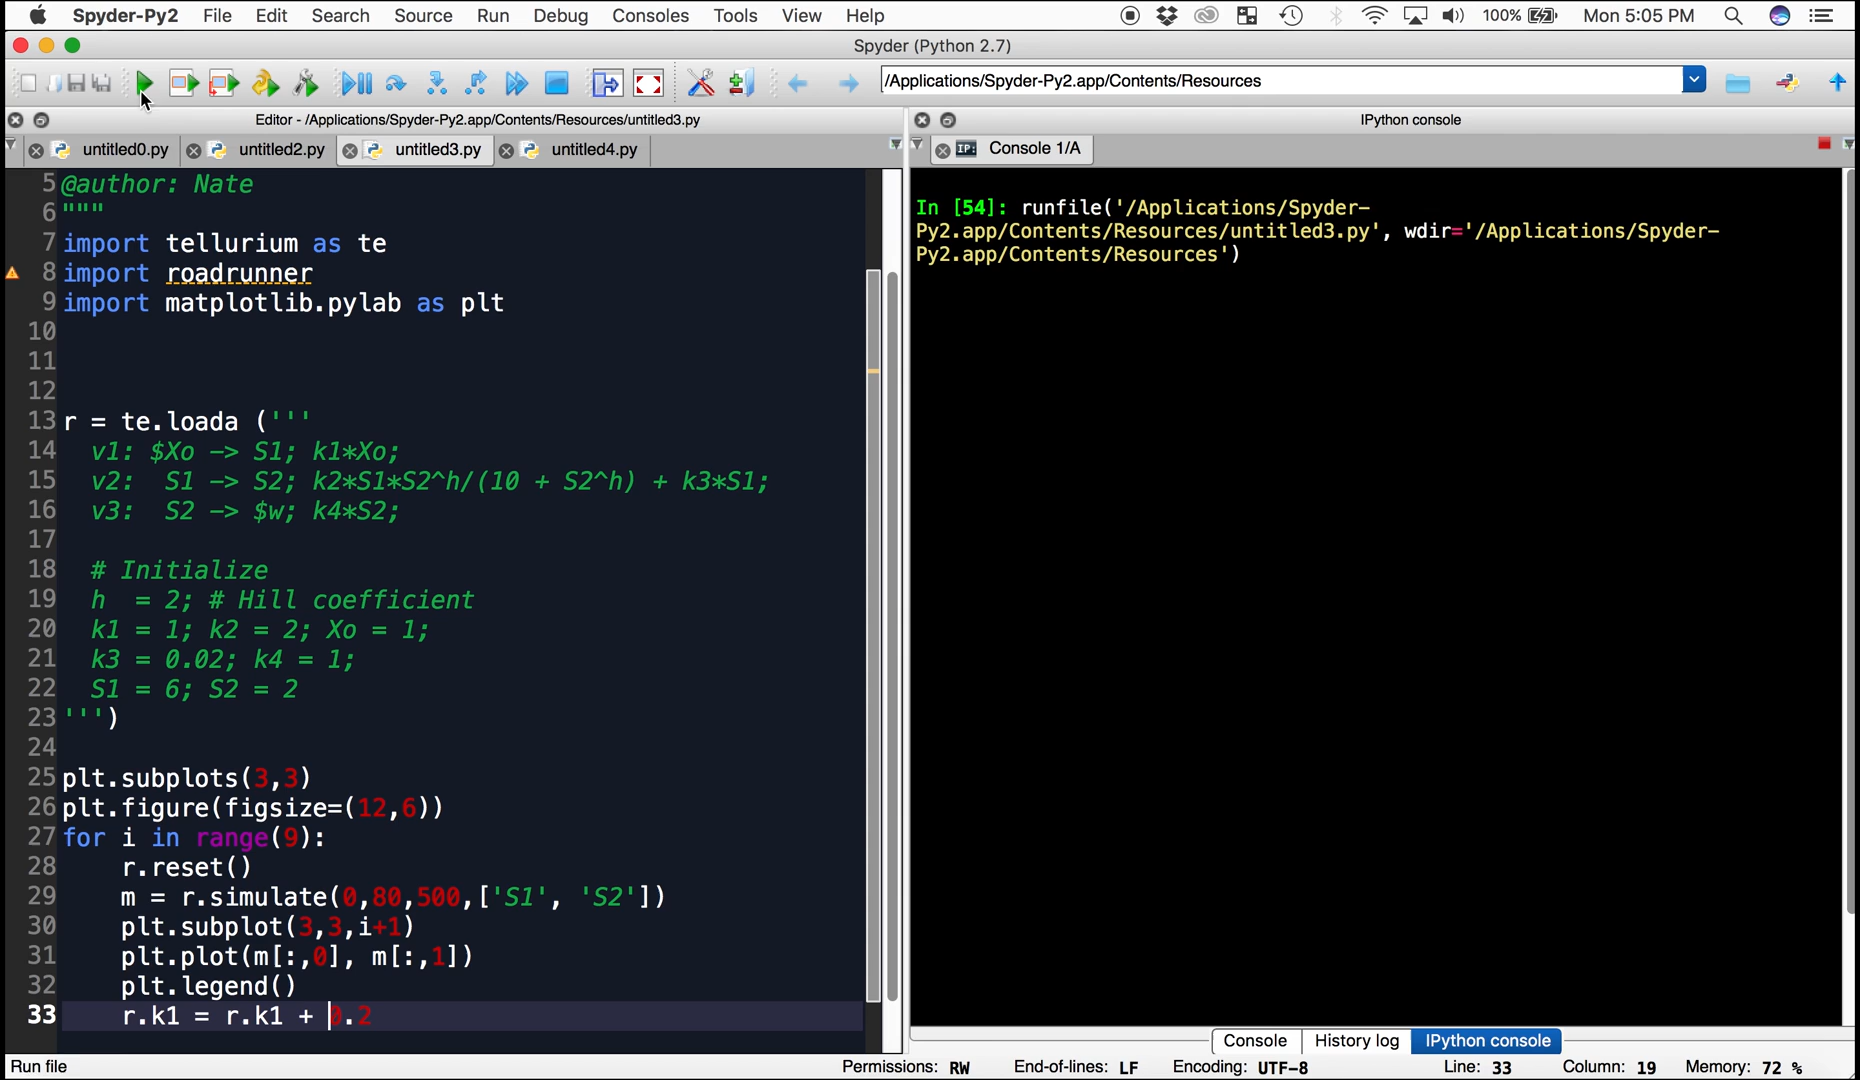 Spyder-Py2 File Edit Search Source Run Debug Consoles Tools View Help 100% Mon 5:05 PM
Spyder (Python 2.7)
/Applications/Spyder-Py2.app/Contents/Resources
Editor - /Applications/Spyder-Py2.app/Contents/Resources/untitled3.py
untitled0.py untitled2.py untitled3.py untitled4.py
5 @author: Nate
6 """"
7 import tellurium as te
8 import roadrunner
9 import matplotlib.pylab as plt
10
11
12
13 r = te.loada ('''
14 v1: $Xo -> S1; k1*Xo;
15 v2: S1 -> S2; k2*S1*S2^h/(10 + S2^h) + k3*S1;
16 v3: S2 -> $w; k4*S2;
17
18 # Initialize
19 h = 2; # Hill coefficient
20 k1 = 1; k2 = 2; Xo = 1;
21 k3 = 0.02; k4 = 1;
22 S1 = 6; S2 = 2
23 ''')
24
25 plt.subplots(3,3)
26 plt.figure(figsize=(12,6))
27 for i in range(9):
28 r.reset()
29 m = r.simulate(0,80,500,['S1', 'S2'])
30 plt.subplot(3,3,i+1)
31 plt.plot(m[:,0], m[:,1])
32 plt.legend()
33 r.k1 = r.k1 + 0.2
IPython console
IP: Console 1/A
In [54]: runfile('/Applications/Spyder-
Py2.app/Contents/Resources/untitled3.py', wdir='/Applications/Spyder-
Py2.app/Contents/Resources')
Console History log IPython console
Run file Permissions: RW End-of-lines: LF Encoding: UTF-8 Line: 33 Column: 19 Memory: 72 %